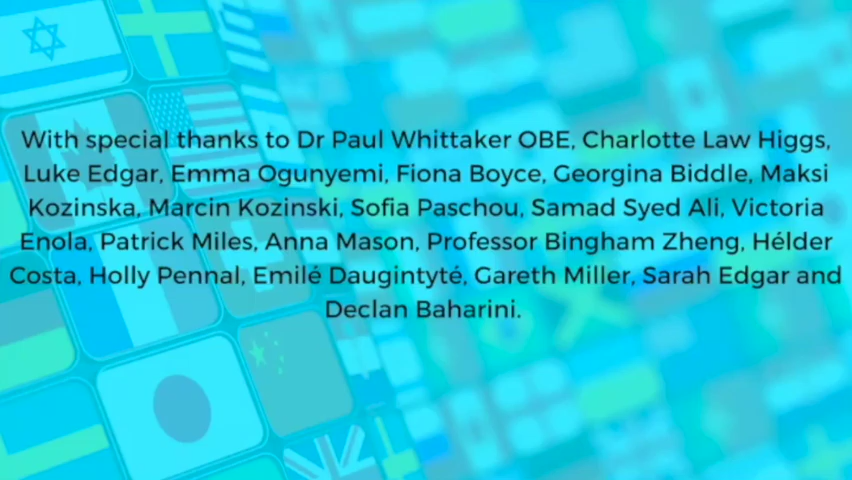 With special thanks to Dr Paul Whittaker OBE, Charlotte Law Higgs,
Luke Edgar, Emma Ogunyemi, Fiona Boyce, Georgina Biddle, Maksi
Kozinska, Marcin Kozinski, Sofia Paschou, Samad Syed Ali, Victoria
Enola, Patrick Miles, Anna Mason, Professor Bingham Zheng, Hélder
Costa, Holly Pennal, Emilé Daugintyté, Gareth Miller, Sarah Edgar and
Declan Baharini.